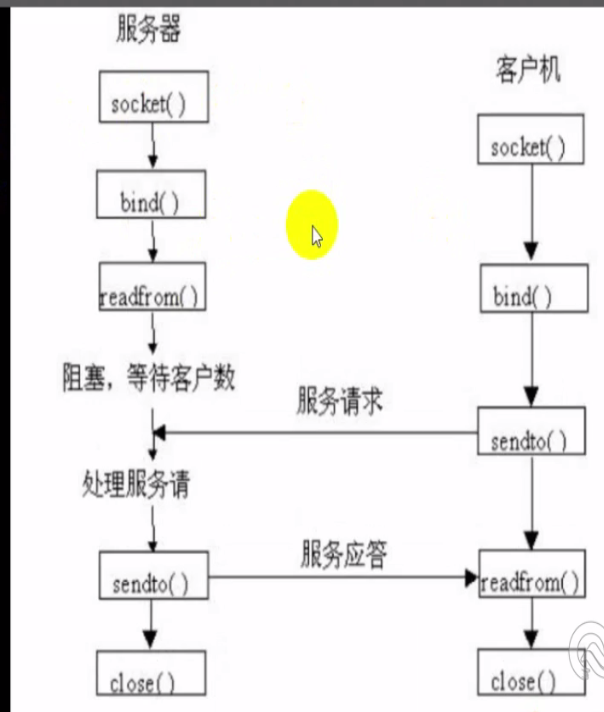 服务器
socket( )
bind( )
readfrom( )
阻塞，等待客户数
处理服务请
sendto( )
close( )
服务请求
服务应答
客户机
socket( )
bind( )
sendto( )
readfrom( )
close( )